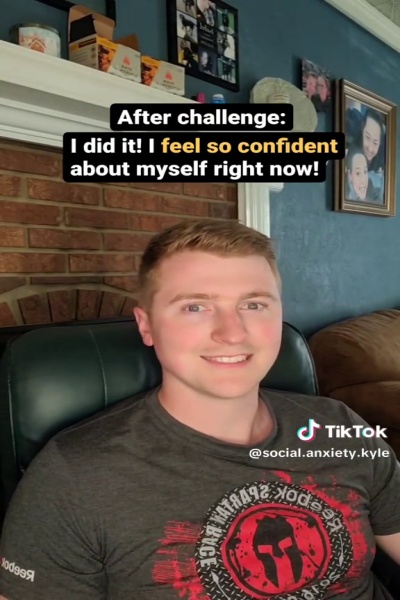 After challenge:
I did it! I feel so confident
about myself right now!
TikTok
@social.anxiety.kyle
Reebok
SPARTAN RACE
Reebok
Reebok